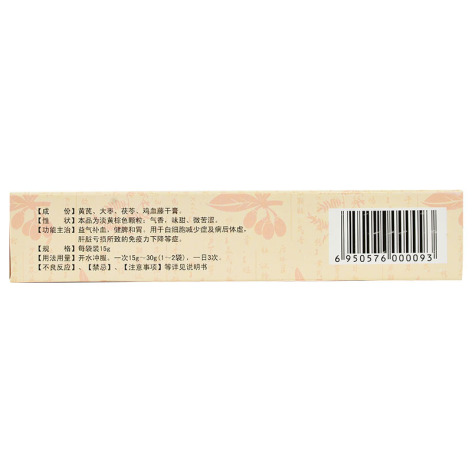 【成　份】黄芪、大枣、茯苓、鸡血藤干膏。
【性　状】本品为淡黄棕色颗粒；气香，味甜、微苦涩。
【功能主治】益气补血，健脾和胃。用于白细胞减少症及病后体虚，
肝脏亏损所致的免疫力下降等症。
【规　格】每袋装15g
【用法用量】开水冲服，一次15g～30g(1～2袋)，一日3次。
【不良反应】、【禁忌】、【注意事项】等详见说明书
6 950576 000093